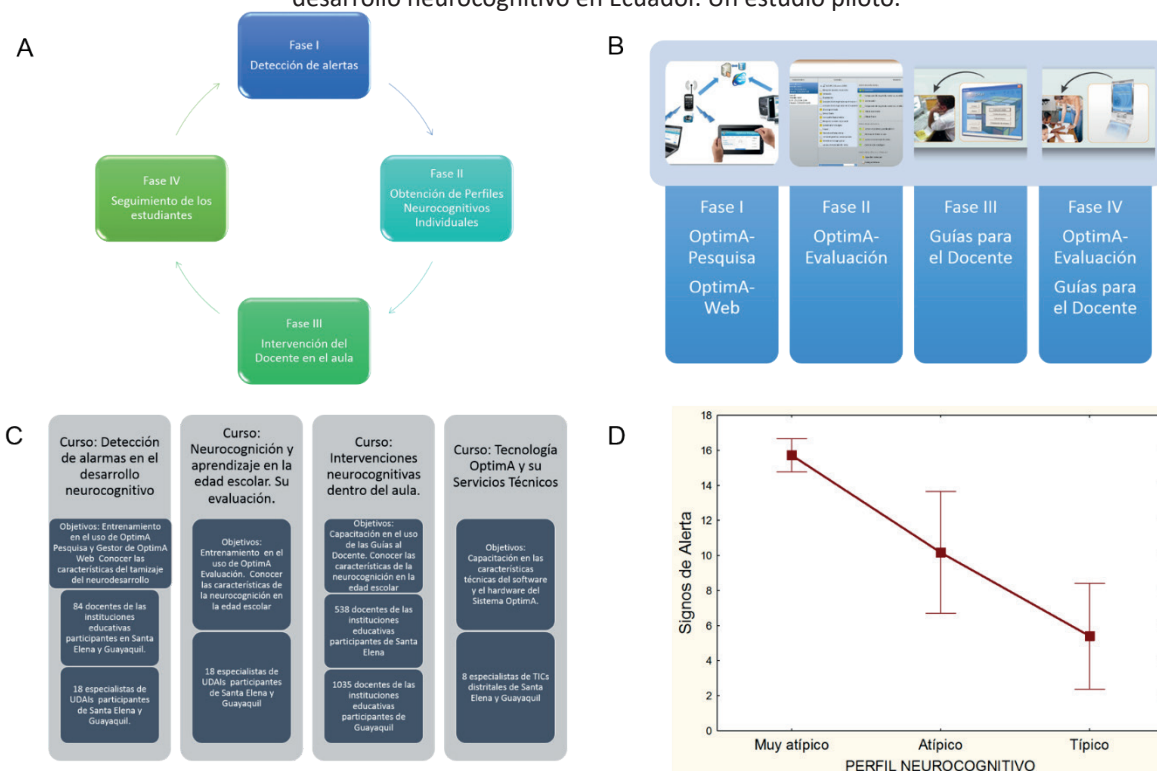 desarrollo neurocognitivo en Ecuador. Un estudio piloto.
A
Fase I
Detección de alertas
Fase II
Obtención de Perfiles
Neurocognitivos
Individuales
Fase III
Intervención del
Docente en el aula
Fase IV
Seguimiento de los
estudiantes
B
Fase I
OptimA-
Pesquisa
OptimA-
Web
Fase II
OptimA-
Evaluación
Fase III
Guías para
el Docente
Fase IV
OptimA-
Evaluación
Guías para
el Docente
C
Curso: Detección
de alarmas en el
desarrollo
neurocognitivo
Objetivos: Entrenamiento
en el uso de OptimA
Pesquisa y Gestor de OptimA
Web Conocer las
características del tamizaje
del neurodesarrollo
84 docentes de las
instituciones
educativas
participantes en Santa
Elena y Guayaquil.
18 especialistas de
UDAIs participantes
de Santa Elena y
Guayaquil.
Curso:
Neurocognición y
aprendizaje en la
edad escolar. Su
evaluación.
Objetivos:
Entrenamiento en el
uso de OptimA
Evaluación. Conocer
las características de
la neurocognición en
la edad escolar
18 especialistas de
UDAIs participantes
de Santa Elena y
Guayaquil
Curso:
Intervenciones
neurocognitivas
dentro del aula.
Objetivos:
Capacitación en el uso
de las Guías al
Docente. Conocer las
características de la
neurocognición en la
edad escolar
538 docentes de las
instituciones
educativas
participantes de Santa
Elena
1035 docentes de las
instituciones
educativas
participantes de
Guayaquil
Curso: Tecnología
OptimA y su
Servicios Técnicos
Objetivos:
Capacitación en las
características
técnicas del software
y el hardware del
Sistema OptimA.
8 especialistas de TICs
distritales de Santa
Elena y Guayaquil
D
Signos de Alerta
18
16
14
12
10
8
6
4
2
0
Muy atípico
Atípico
Típico
PERFIL NEUROCOGNITIVO